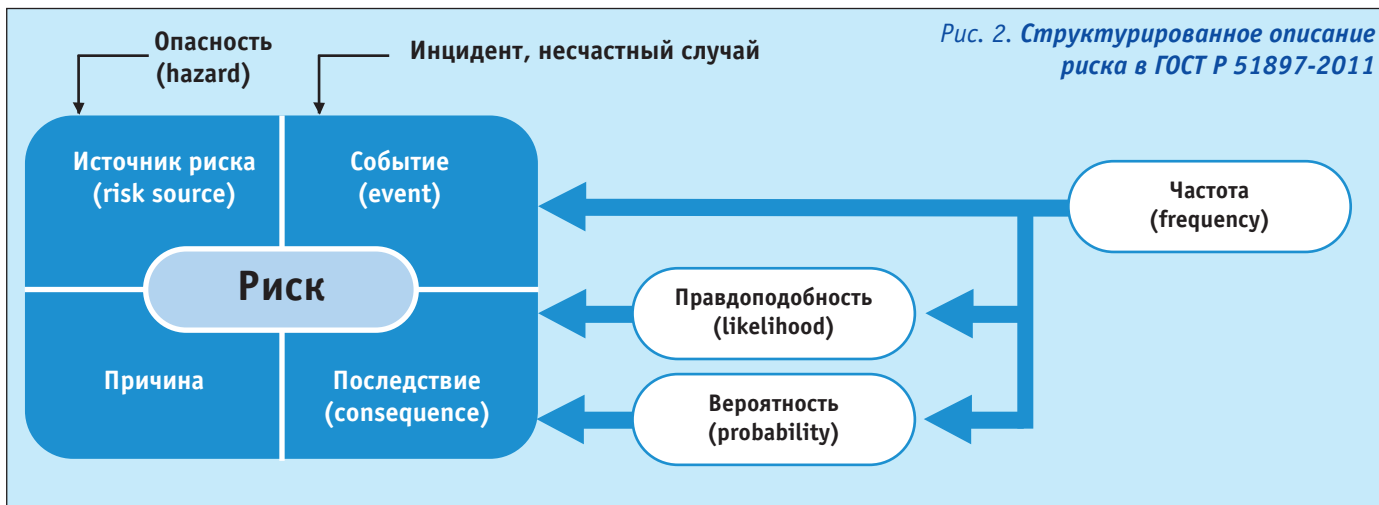 Опасность
(hazard)
Инцидент, несчастный случай
Рис. 2. Структурированное описание
риска в ГОСТ Р 51897-2011
Источник риска
(risk source)
Событие
(event)
Частота
(frequency)
Риск
Правдоподобность
(likelihood)
Причина
Последствие
(consequence)
Вероятность
(probability)